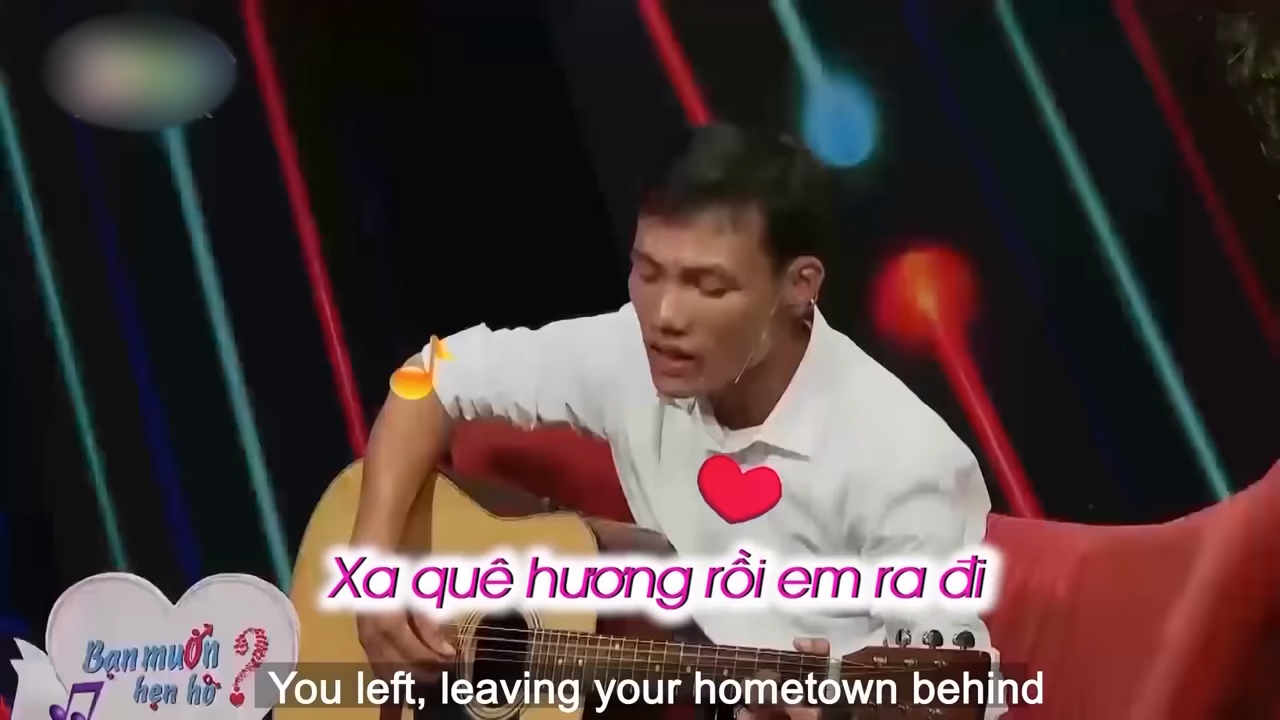 Xa quê hương rồi em ra đi
Bạn muốn
hẹn hò ?
You left, leaving your hometown behind